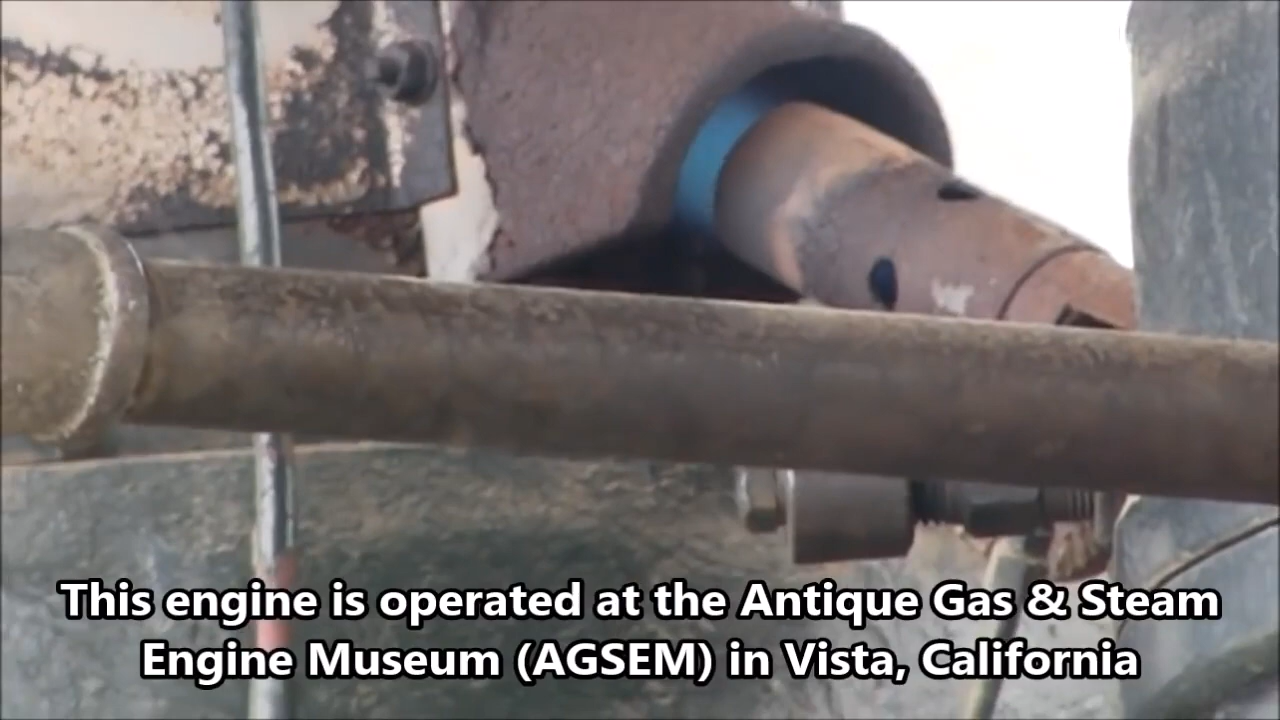 This engine is operated at the Antique Gas & Steam
Engine Museum (AGSEM) in Vista, California